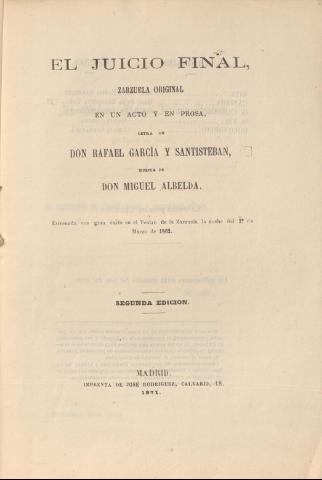 EL JUICIO FINAL,
ZARZUELA ORIGINAL
EN UN ACTO Y EN PROSA,
LETRA DE
DON RAFAEL GARCÍA Y SANTISTEBAN,
MUSICA DE
DON MIGUEL ALBELDA.
Estrenada con gran éxito en el Teatro de la Zarzuela la noche del 1º de
Marzo de 1862.
SEGUNDA EDICION.
MADRID.
IMPRENTA DE JOSÉ RODRIGUEZ, CALVARIO, 18.
1871.